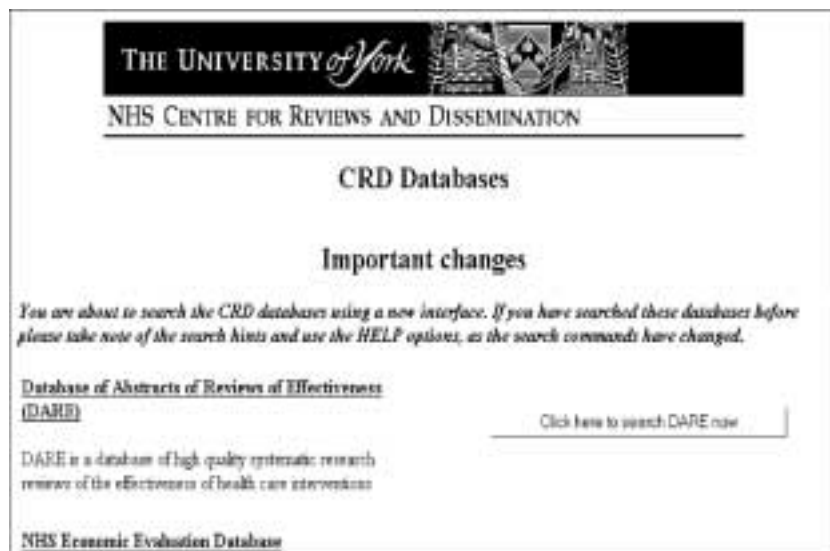 THE UNIVERSITY of York
NHS CENTRE FOR REVIEWS AND DISSEMINATION
CRD Databases
Important changes
You are about to search the CRD databases using a new interface. If you have searched these databases before
please take note of the search hints and use the HELP options, as the search commands have changed.
Database of Abstracts of Reviews of Effectiveness
(DARE)
Click here to search DARE now
DARE is a database of high quality systematic research
reviews of the effectiveness of health care interventions
NHS Economic Evaluation Database